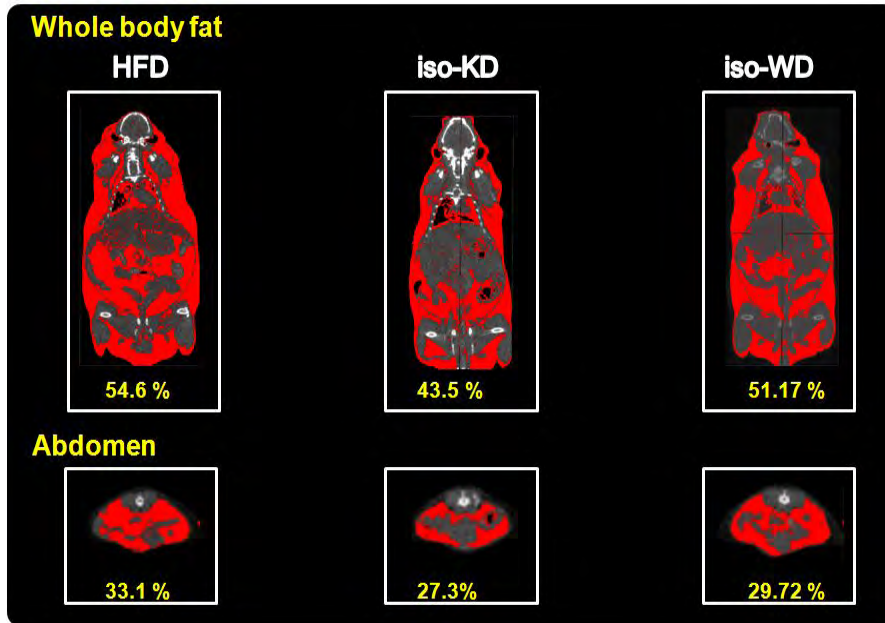 Whole body fat
HFD iso-KD iso-WD
54.6 % 43.5 % 51.17 %
Abdomen
33.1 % 27.3% 29.72 %